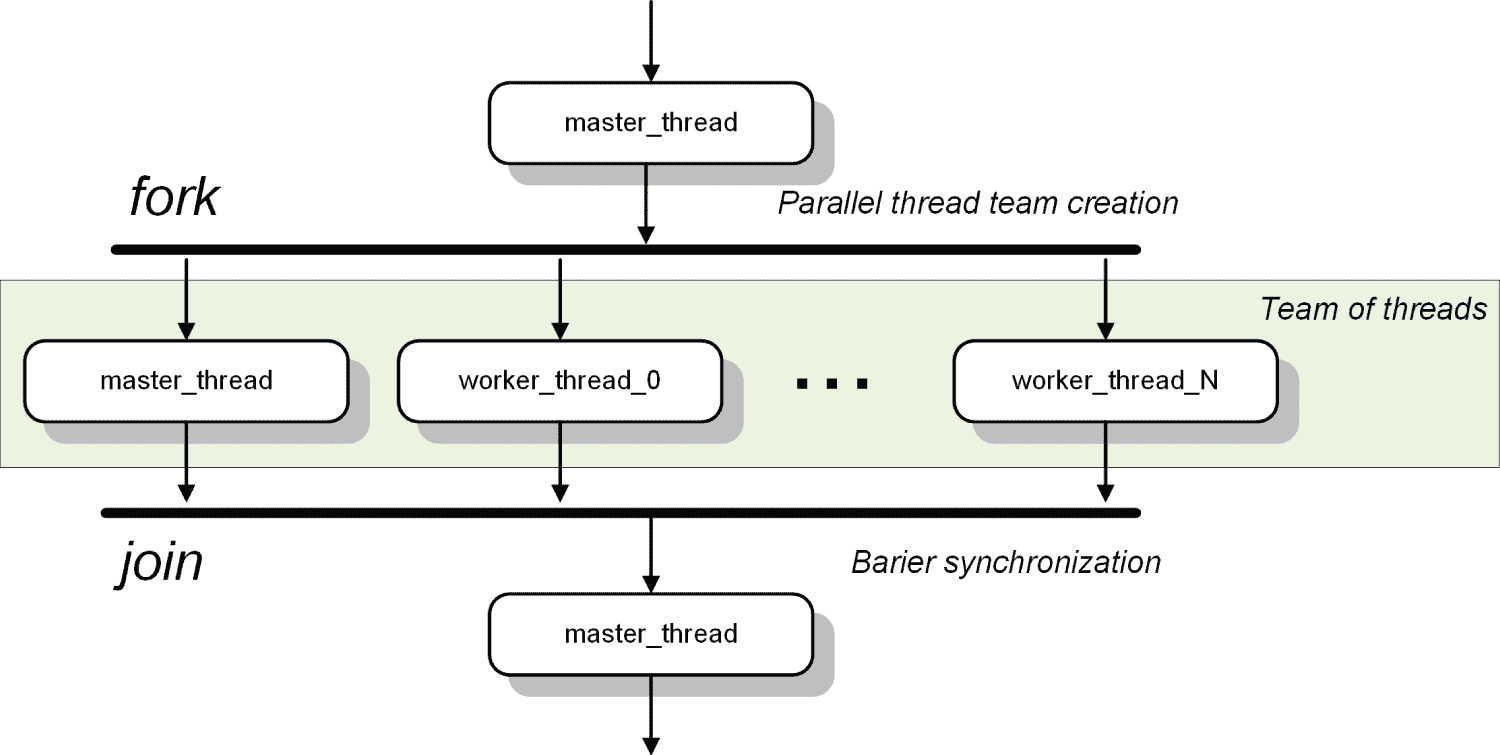 master_thread
fork
Parallel thread team creation
Team of threads
master_thread
worker_thread_0
...
worker_thread_N
join
Barier synchronization
master_thread